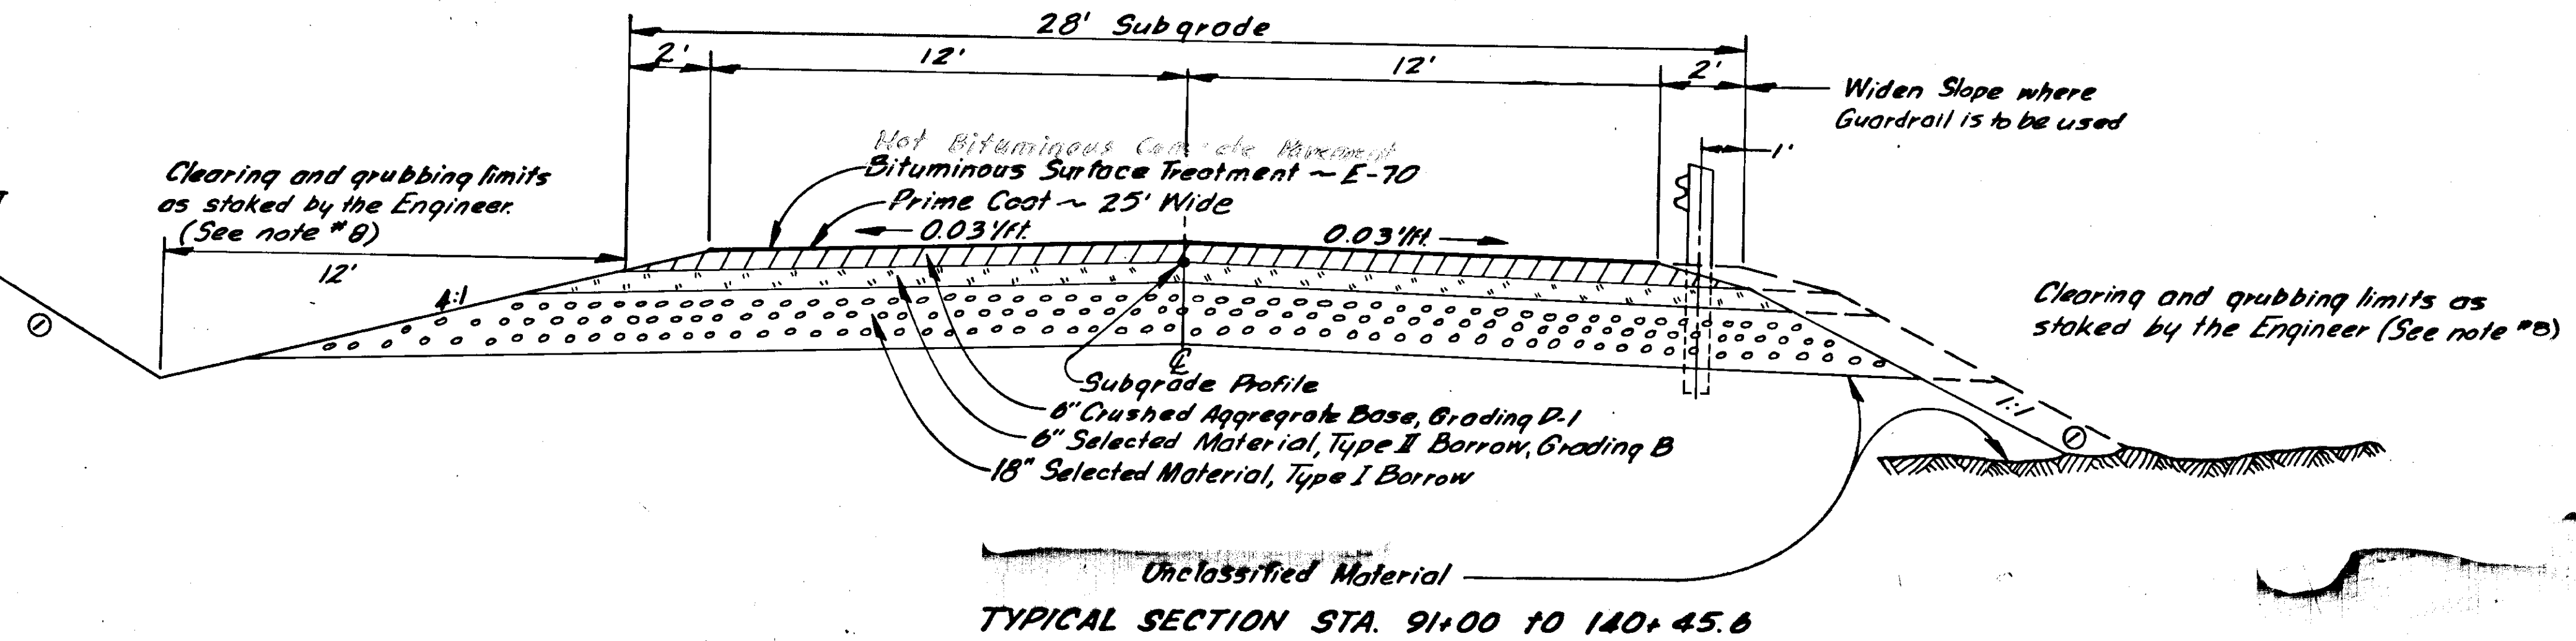 28' Subgrade
2'
12'
12'
2'
Widen Slope where
Guardrail is to be used
1'
Hot Bituminous Pavement
Bituminous Surface Treatment ~ E-70
Prime Coat ~ 25' Wide
0.03'/ft.
0.03'/ft.
Clearing and grubbing limits
as staked by the Engineer.
(See note #8)
12'
4:1
Clearing and grubbing limits as
staked by the Engineer (See note #8)
℄
Subgrade Profile
6" Crushed Aggregrate Base, Grading D-1
6" Selected Material, Type II Borrow, Grading B
18" Selected Material, Type I Borrow
1:1
Unclassified Material
TYPICAL SECTION STA. 91+00 TO 140+45.6